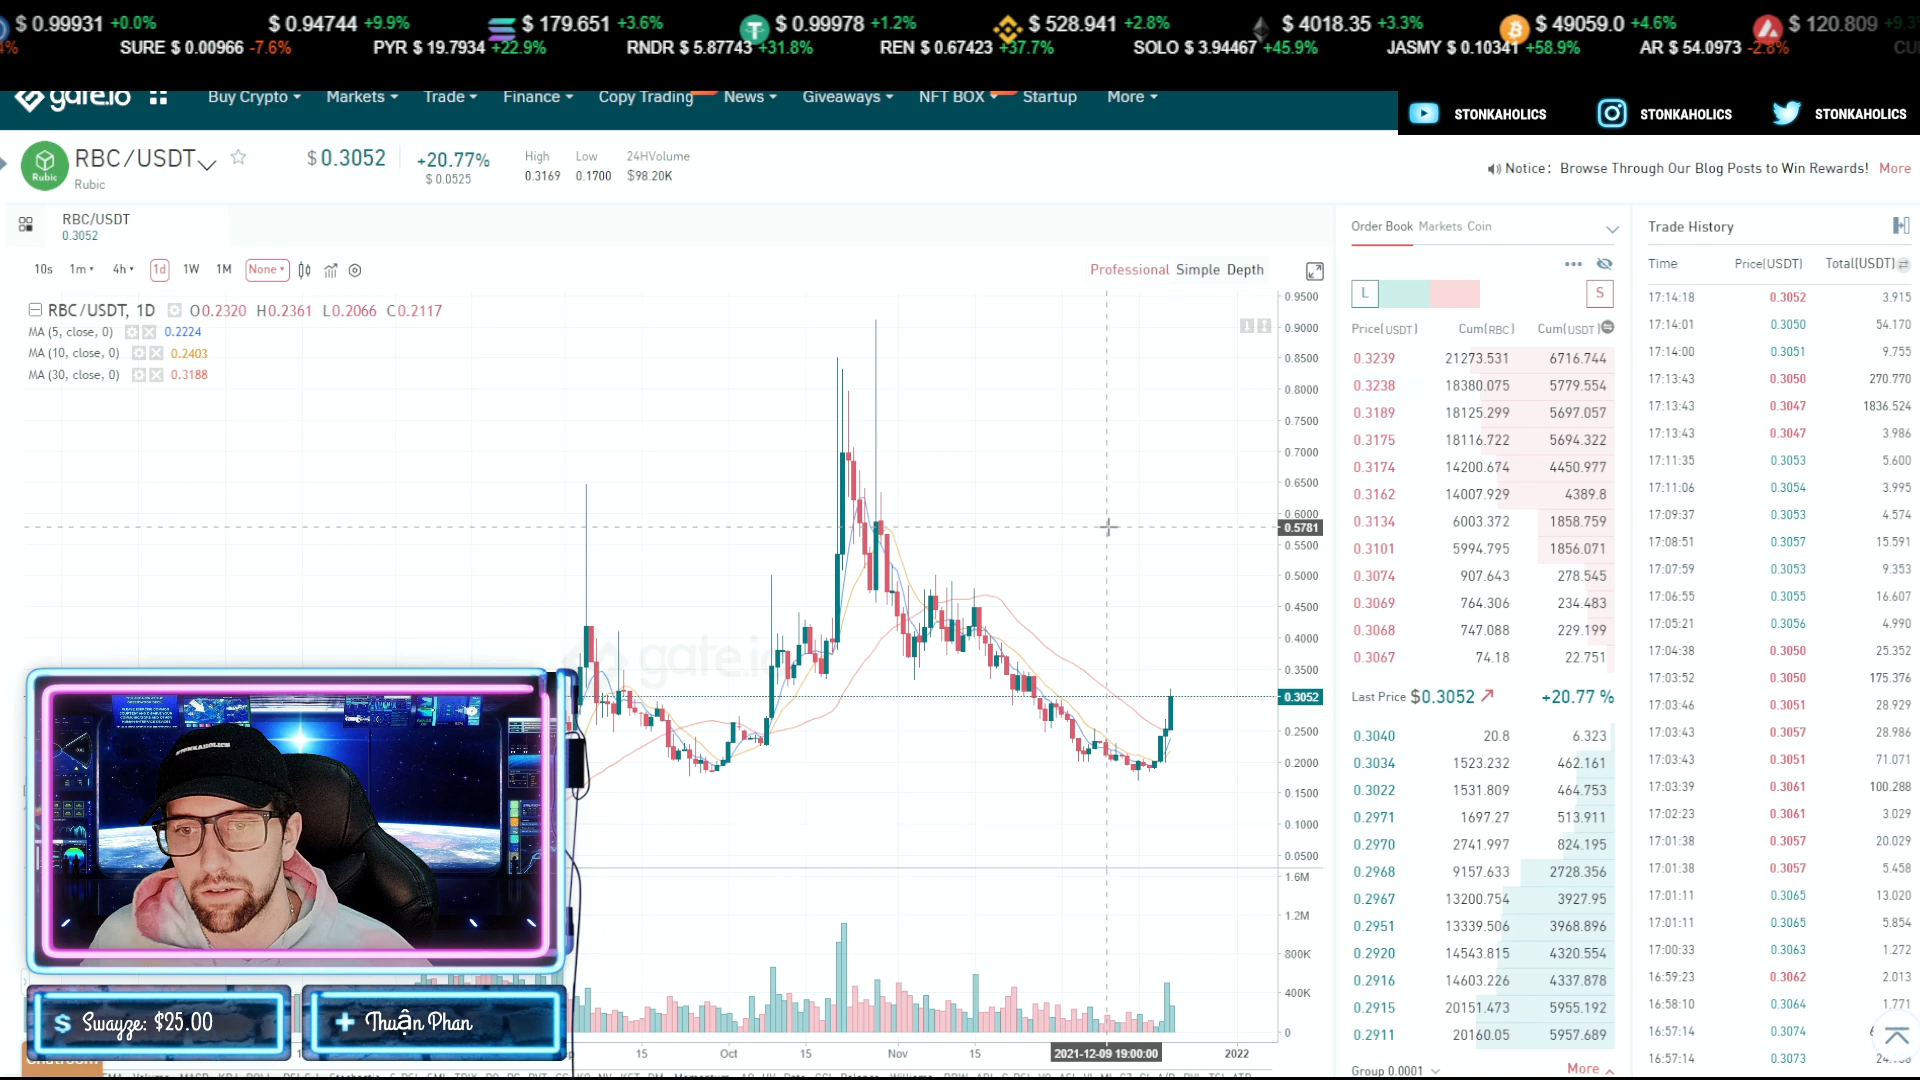 $ 0.99931 +0.0% $ 0.94744 +9.9% $ 179.651 +3.6% $ 0.99978 +1.2% $ 528.941 +2.8% $ 4018.35 +3.3% $ 49059.0 +4.6% $ 120.809
SURE $ 0.00966 -7.6% PYR $ 19.7934 +22.9% RNDR $ 5.87743 +31.8% REN $ 0.67423 +37.7% SOLO $ 3.94467 +45.9% JASMY $ 0.10341 +58.9% AR $ 54.0973 -2.8%
gate.io Buy Crypto Markets Trade Finance Copy Trading News Giveaways NFT BOX Startup More
STONKAHOLICS STONKAHOLICS STONKAHOLICS
Rubic
RBC/USDT
Rubic
$ 0.3052
+20.77%
$ 0.0525
High Low 24HVolume
0.3169 0.1700 $98.20K
Notice: Browse Through Our Blog Posts to Win Rewards! More
RBC/USDT
0.3052
10s 1m 4h 1d 1W 1M None
Professional Simple Depth
RBC/USDT, 1D O0.2320 H0.2361 L0.2066 C0.2117
MA (5, close, 0) 0.2224
MA (10, close, 0) 0.2403
MA (30, close, 0) 0.3188
gate.io
0.9500
0.9000
0.8500
0.8000
0.7500
0.7000
0.6500
0.6000
0.5781
0.5500
0.5000
0.4500
0.4000
0.3500
0.3052
0.2500
0.2000
0.1500
0.1000
0.0500
1.6M
1.2M
800K
400K
0
15 Oct 15 Nov 15 2021-12-09 19:00:00 2022
Order Book Markets Coin
L S
Price(USDT) Cum(RBC) Cum(USDT)
0.3239 21273.531 6716.744
0.3238 18380.075 5779.554
0.3189 18125.299 5697.057
0.3175 18116.722 5694.322
0.3174 14200.674 4450.977
0.3162 14007.929 4389.8
0.3134 6003.372 1858.759
0.3101 5994.795 1856.071
0.3074 907.643 278.545
0.3069 764.306 234.483
0.3068 747.088 229.199
0.3067 74.18 22.751
Last Price $0.3052 +20.77 %
0.3040 20.8 6.323
0.3034 1523.232 462.161
0.3022 1531.809 464.753
0.2971 1697.27 513.911
0.2970 2741.997 824.195
0.2968 9157.633 2728.356
0.2967 13200.754 3927.95
0.2951 13339.506 3968.896
0.2920 14543.815 4320.554
0.2916 14603.226 4337.878
0.2915 20151.473 5955.192
0.2911 20160.05 5957.689
Group 0.0001 More
Trade History
Time Price(USDT) Total(USDT)
17:14:18 0.3052 3.915
17:14:01 0.3050 54.170
17:14:00 0.3051 9.755
17:13:43 0.3050 270.770
17:13:43 0.3047 1836.524
17:13:43 0.3047 3.986
17:11:35 0.3053 5.600
17:11:06 0.3054 3.995
17:09:37 0.3053 4.574
17:08:51 0.3057 15.591
17:07:59 0.3053 9.353
17:06:55 0.3055 16.607
17:05:21 0.3056 4.990
17:04:38 0.3050 25.352
17:03:52 0.3050 175.376
17:03:46 0.3051 28.929
17:03:43 0.3057 28.986
17:03:43 0.3051 71.071
17:03:39 0.3061 100.288
17:02:23 0.3061 3.029
17:01:38 0.3057 20.029
17:01:38 0.3057 5.458
17:01:11 0.3065 13.020
17:01:11 0.3065 5.854
17:00:33 0.3063 1.272
16:59:23 0.3062 2.013
16:58:10 0.3064 1.771
16:57:14 0.3074
16:57:14 0.3073
STONKAHOLICS
$ Swayze: $25.00
+ Thuận Phan